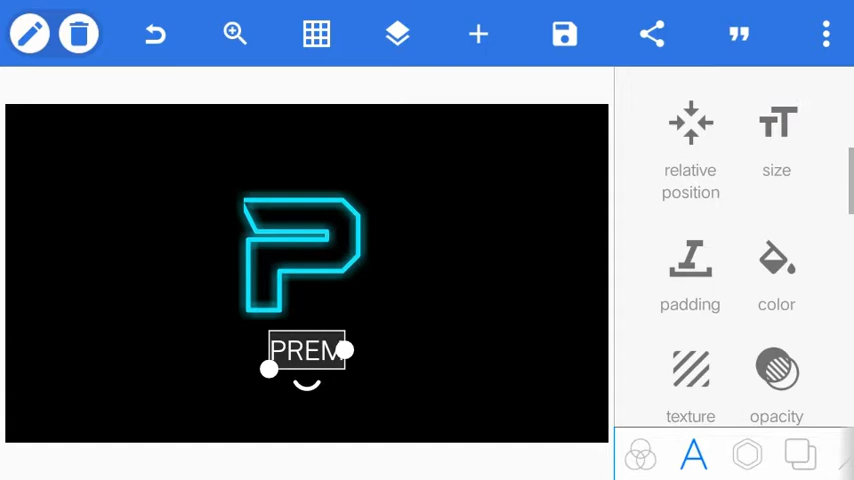 P
PREM
relative
position
size
padding
color
texture
opacity